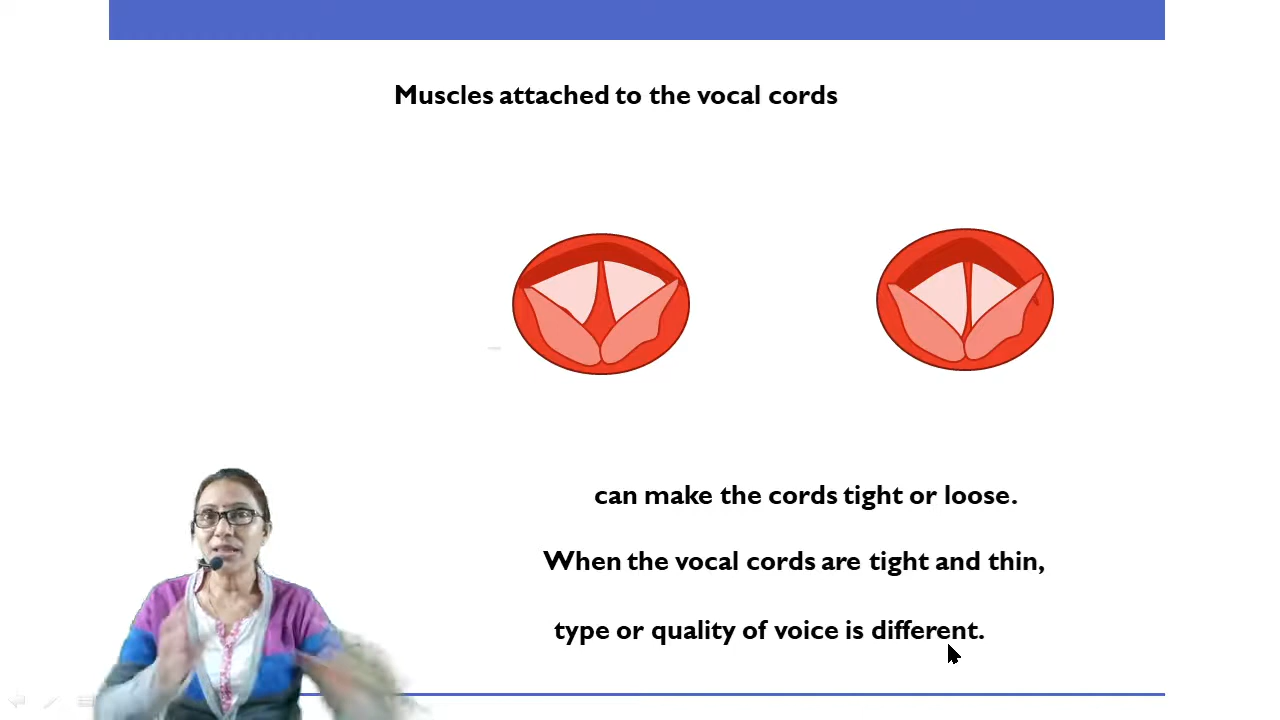 Muscles attached to the vocal cords
can make the cords tight or loose.
When the vocal cords are tight and thin,
type or quality of voice is different.